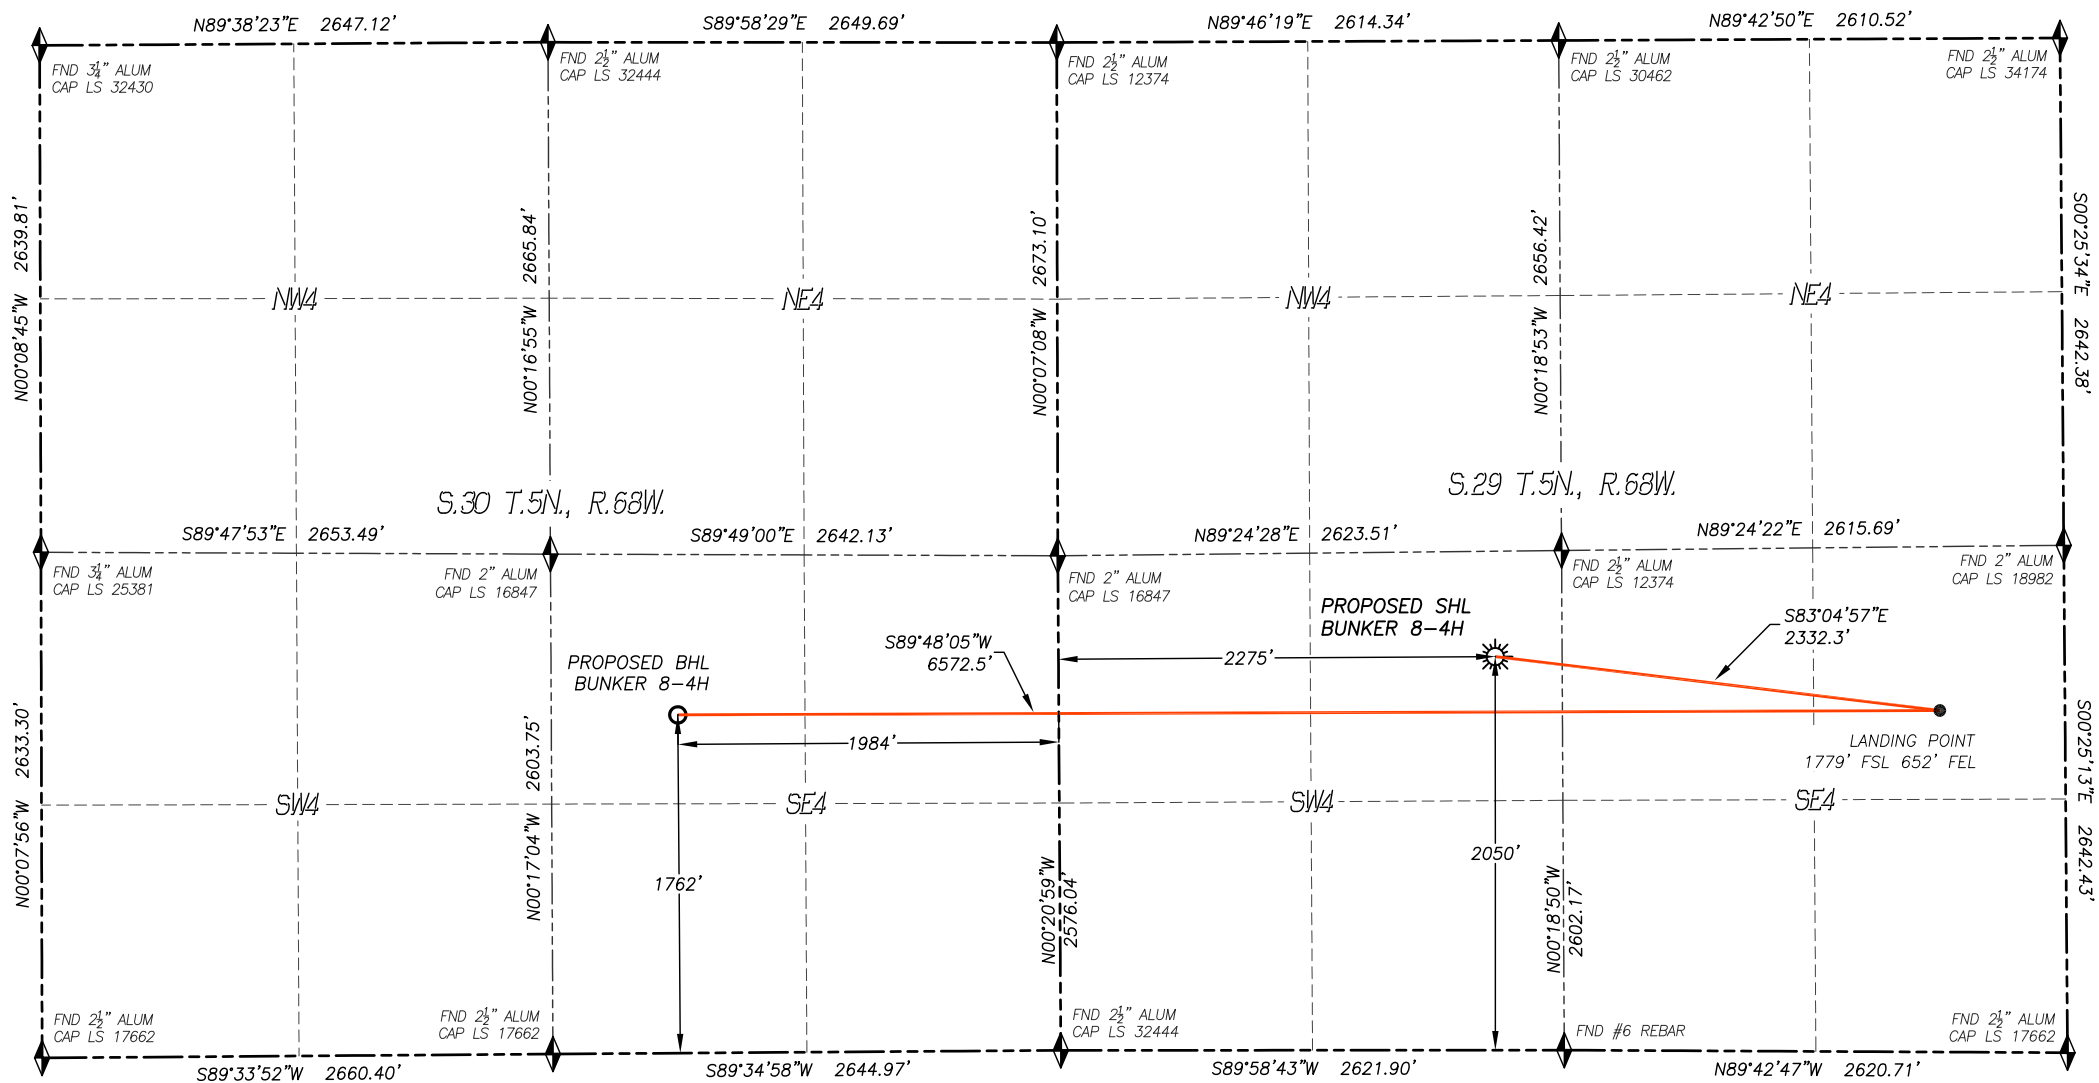 N89°38'23"E 2647.12'
S89°58'29"E 2649.69'
N89°46'19"E 2614.34'
N89°42'50"E 2610.52'
FND 3¼" ALUM
CAP LS 32430
FND 2½" ALUM
CAP LS 32444
FND 2½" ALUM
CAP LS 12374
FND 2½" ALUM
CAP LS 30462
FND 2½" ALUM
CAP LS 34174
N00°08'45"W 2639.81'
N00°16'55"W 2665.84'
N00°07'08"W 2673.10'
N00°18'53"W 2656.42'
S00°25'34"E 2642.38'
NW4
NE4
NW4
NE4
S.30 T.5N., R.68W.
S.29 T.5N., R.68W.
S89°47'53"E 2653.49'
S89°49'00"E 2642.13'
N89°24'28"E 2623.51'
N89°24'22"E 2615.69'
FND 3¼" ALUM
CAP LS 25381
FND 2" ALUM
CAP LS 16847
FND 2" ALUM
CAP LS 16847
FND 2½" ALUM
CAP LS 12374
FND 2" ALUM
CAP LS 18982
PROPOSED SHL
BUNKER 8-4H
S83°04'57"E
2332.3'
S89°48'05"W
6572.5'
PROPOSED BHL
BUNKER 8-4H
2275'
1984'
LANDING POINT
1779' FSL 652' FEL
N00°07'56"W 2633.30'
N00°17'04"W 2603.75'
N00°20'59"W
2576.04'
N00°18'50"W
2602.17'
S00°25'13"E 2642.43'
SW4
SE4
SW4
SE4
1762'
2050'
FND 2½" ALUM
CAP LS 17662
FND 2½" ALUM
CAP LS 17662
FND 2½" ALUM
CAP LS 32444
FND #6 REBAR
FND 2½" ALUM
CAP LS 17662
S89°33'52"W 2660.40'
S89°34'58"W 2644.97'
S89°58'43"W 2621.90'
N89°42'47"W 2620.71'